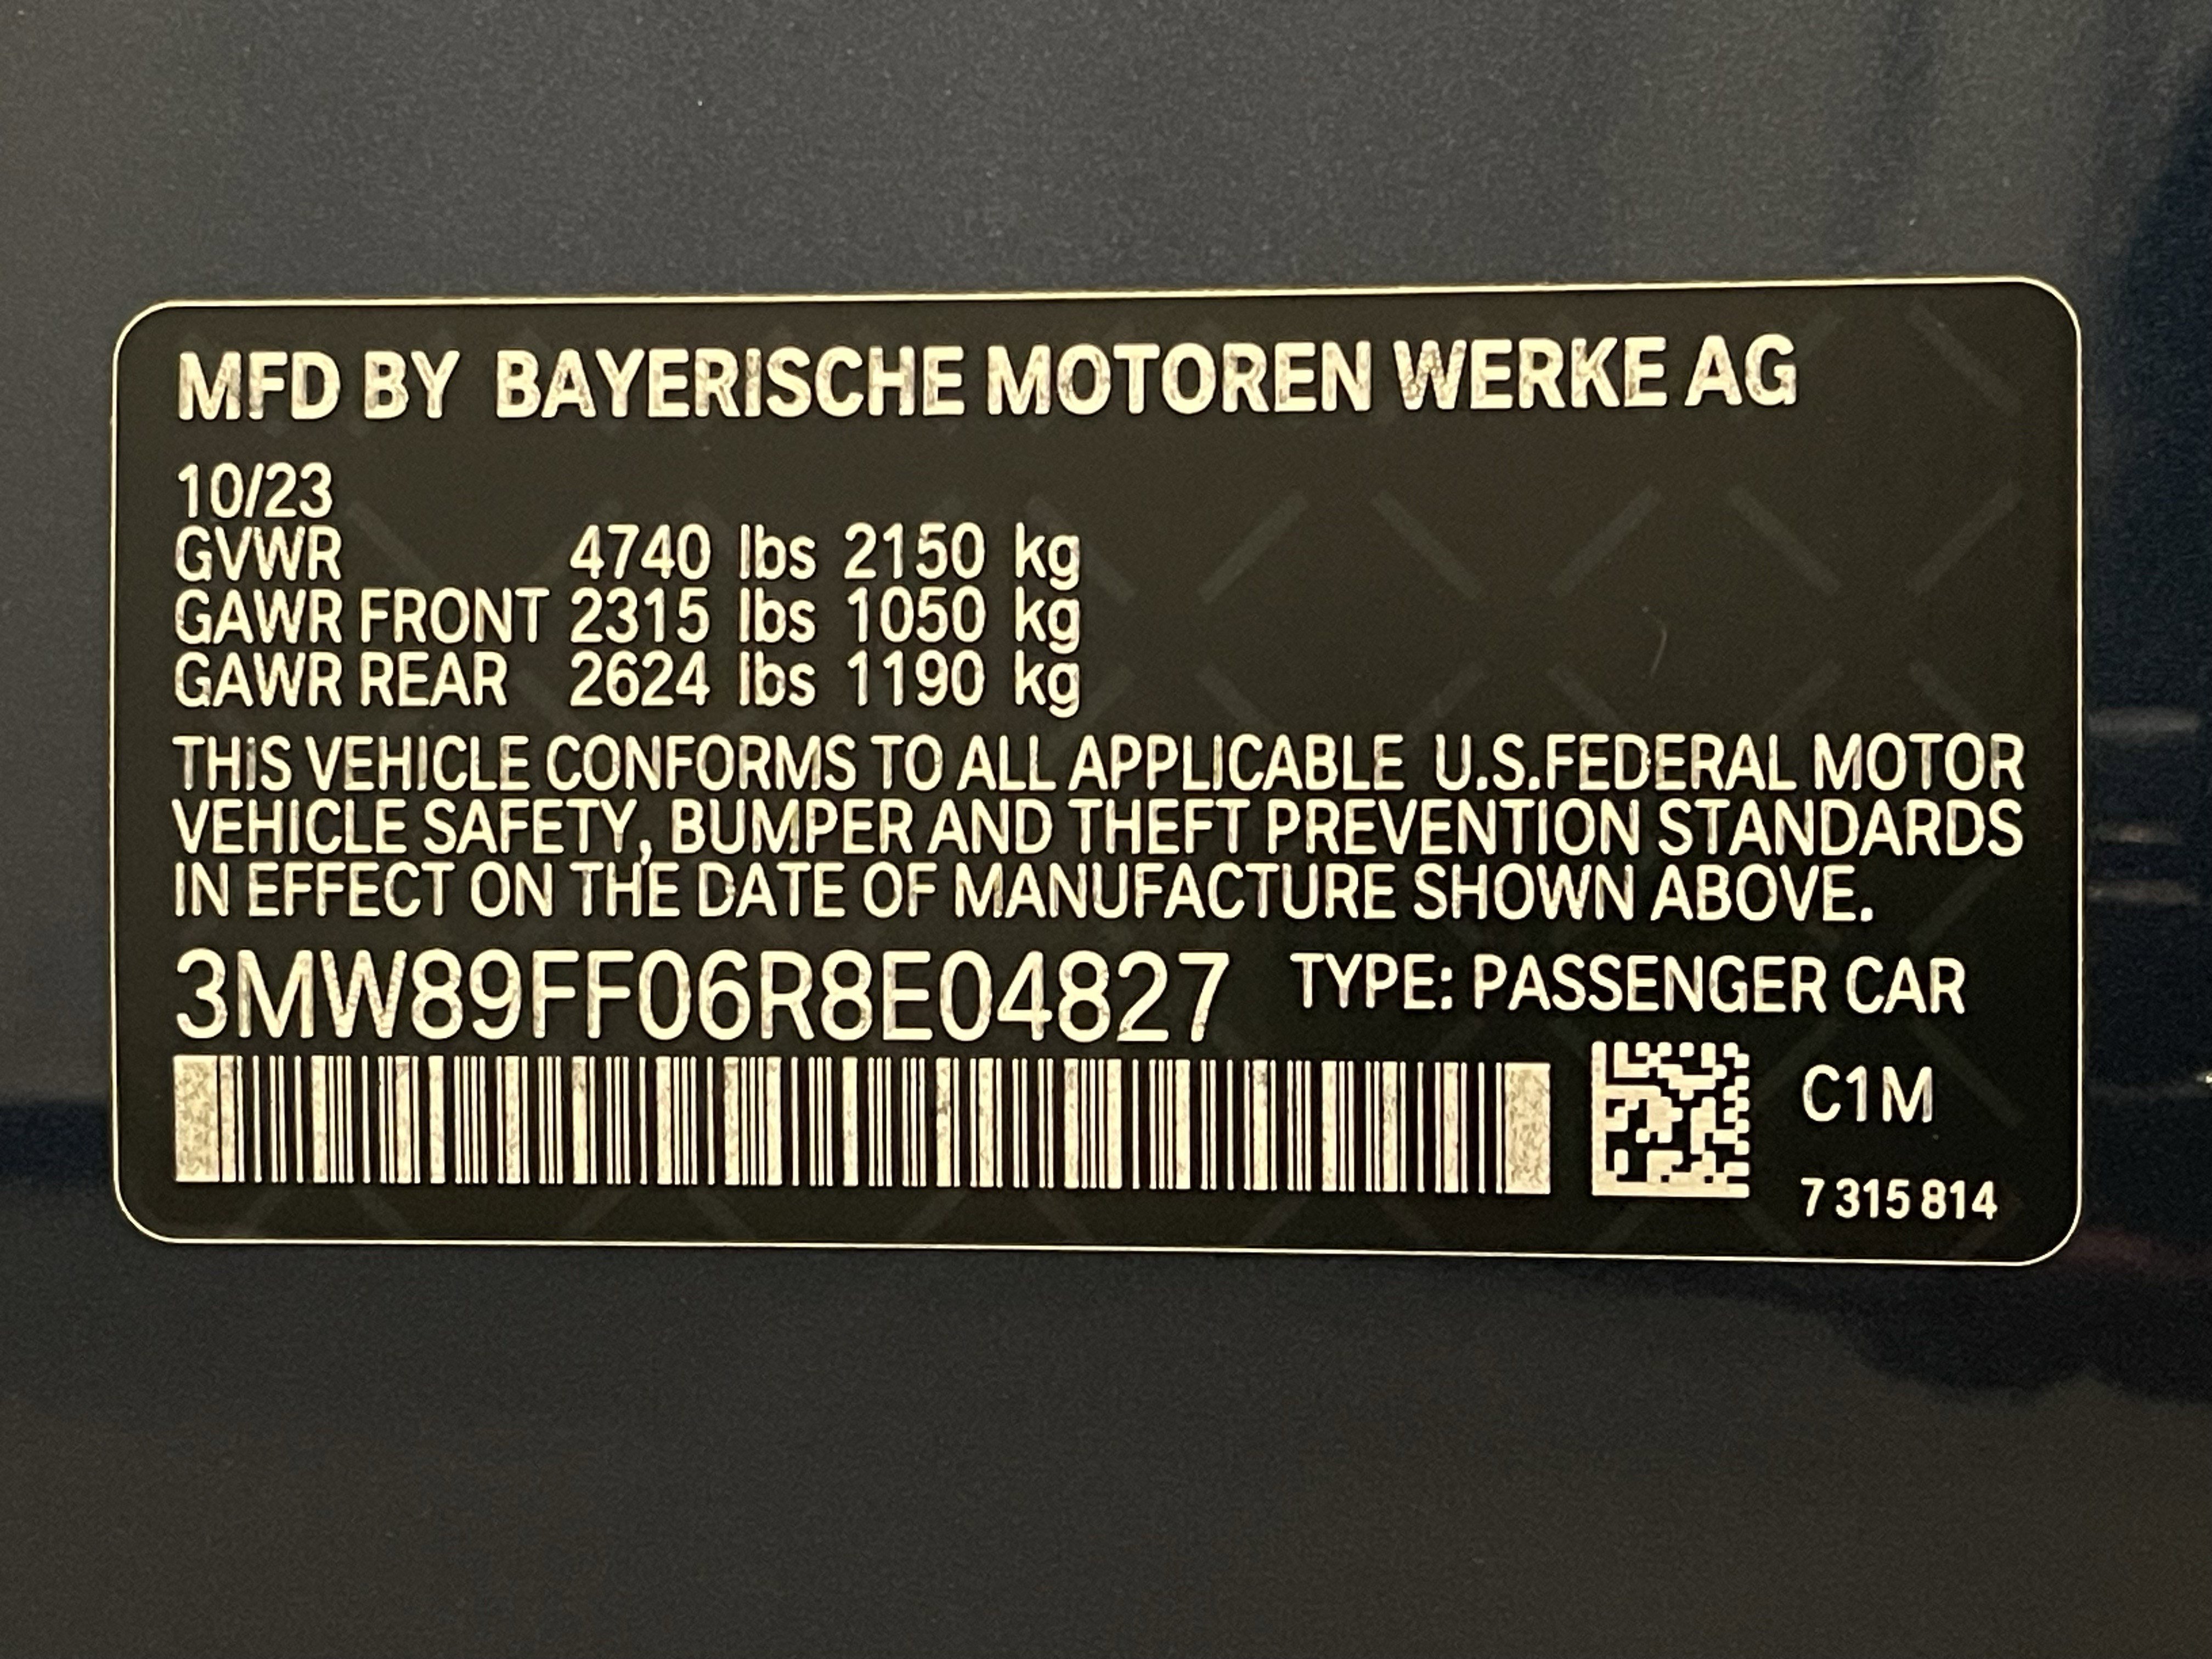 MFD BY BAYERISCHE MOTOREN WERKE AG
10/23
GVWR 4740 lbs 2150 kg
GAWR FRONT 2315 lbs 1050 kg
GAWR REAR 2624 lbs 1190 kg
THIS VEHICLE CONFORMS TO ALL APPLICABLE U.S.FEDERAL MOTOR
VEHICLE SAFETY, BUMPER AND THEFT PREVENTION STANDARDS
IN EFFECT ON THE DATE OF MANUFACTURE SHOWN ABOVE.
3MW89FF06R8E04827 TYPE: PASSENGER CAR
C1M
7 315 814